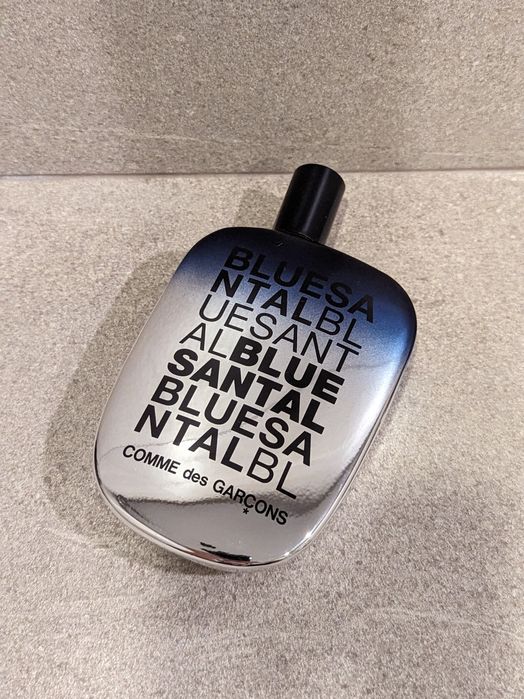 BLUESA
NTALBL
UESANT
ALBLUE
SANTAL
BLUESA
NTALBL
COMME des GARÇONS
*